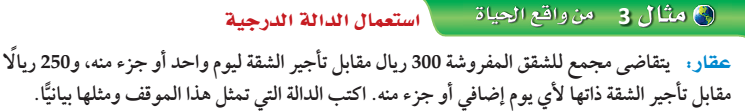 مثال 3 من واقع الحياة استعمال الدالة الدرجية
عقار: يتقاضى مجمع للشقق المفروشة 300 ريال مقابل تأجير الشقة ليوم واحد أو جزء منه، و250 ريالًا
مقابل تأجير الشقة ذاتها لأي يوم إضافي أو جزء منه. اكتب الدالة التي تمثل هذا الموقف ومثلها بيانيًّا.